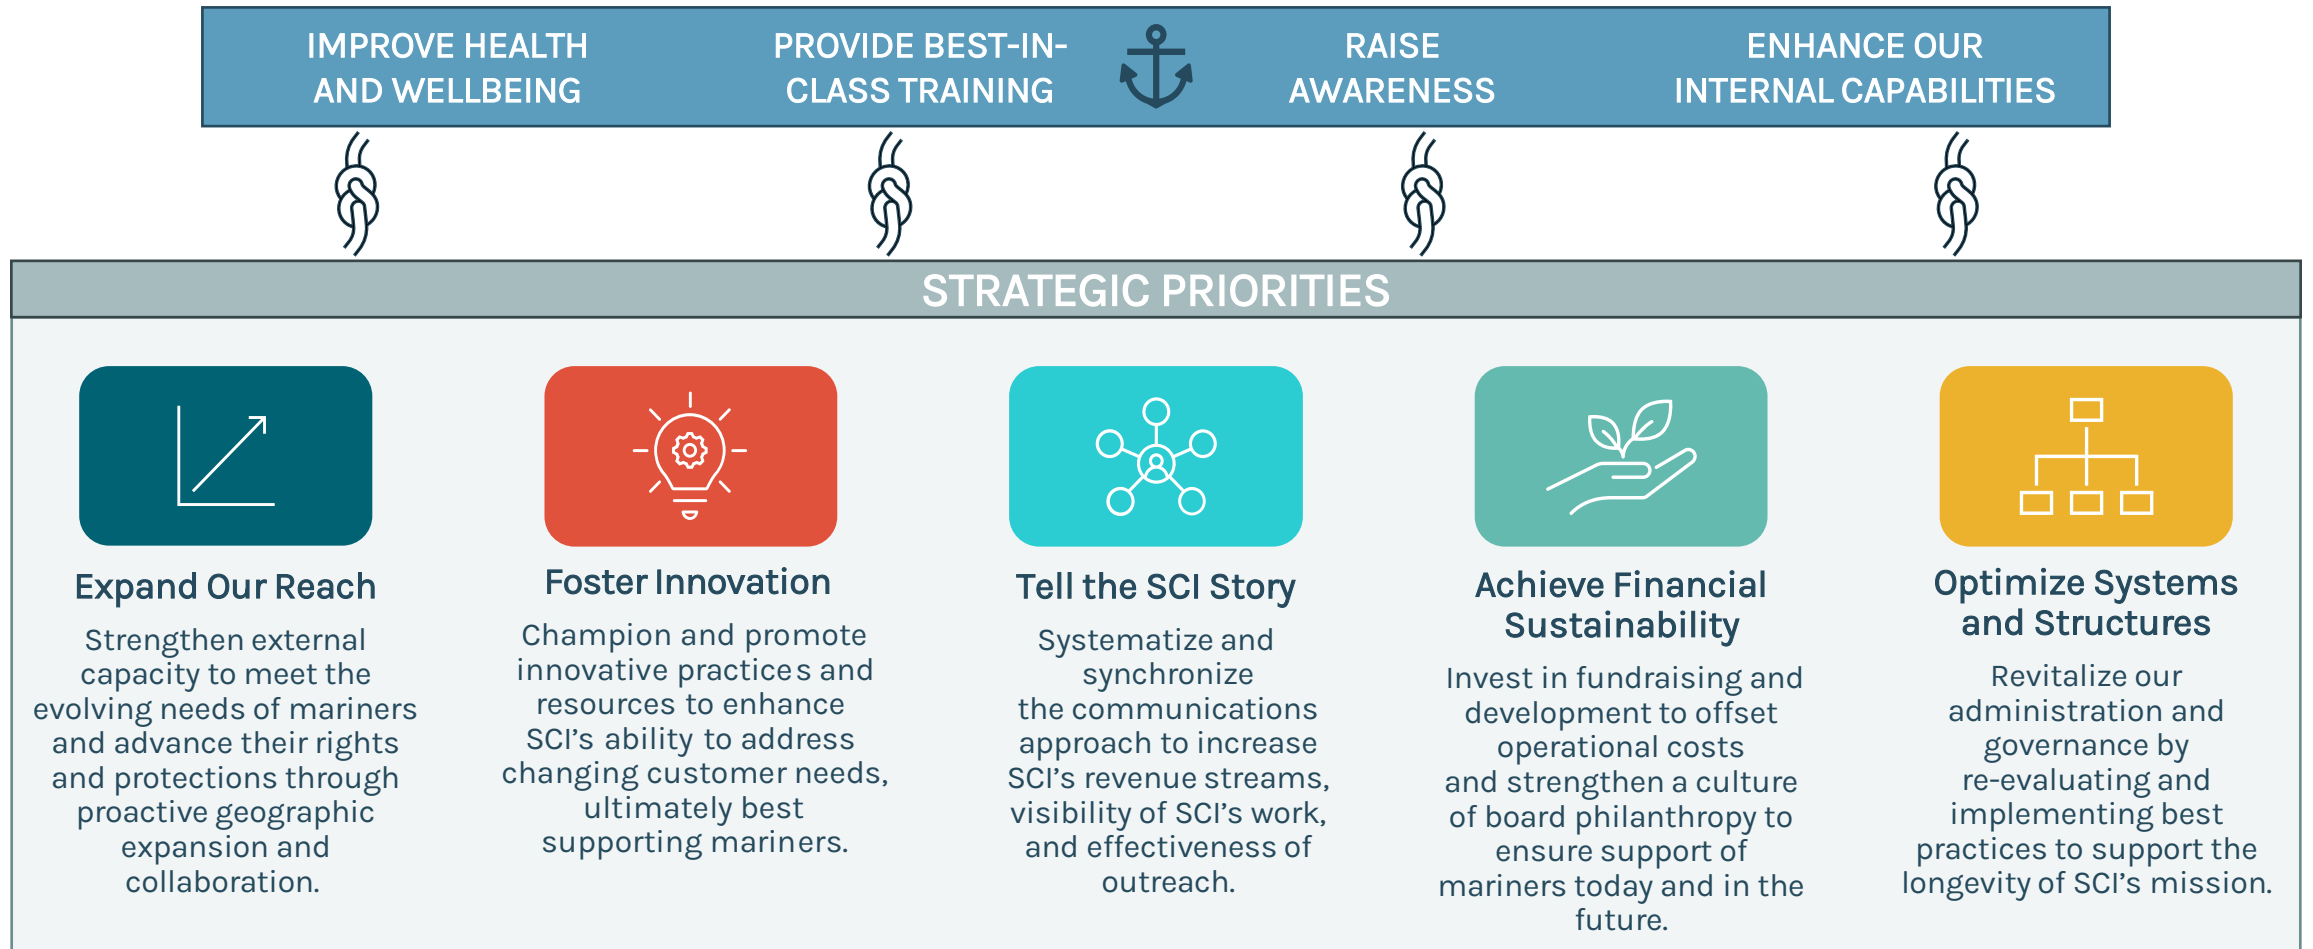 IMPROVE HEALTH
AND WELLBEING
PROVIDE BEST-IN-
CLASS TRAINING
RAISE
AWARENESS
ENHANCE OUR
INTERNAL CAPABILITIES
STRATEGIC PRIORITIES
Expand Our Reach
Strengthen external
capacity to meet the
evolving needs of mariners
and advance their rights
and protections through
proactive geographic
expansion and
collaboration.
Foster Innovation
Champion and promote
innovative practices and
resources to enhance
SCI’s ability to address
changing customer needs,
ultimately best
supporting mariners.
Tell the SCI Story
Systematize and
synchronize
the communications
approach to increase
SCI’s revenue streams,
visibility of SCI’s work,
and effectiveness of
outreach.
Achieve Financial
Sustainability
Invest in fundraising and
development to offset
operational costs
and strengthen a culture
of board philanthropy to
ensure support of
mariners today and in the
future.
Optimize Systems
and Structures
Revitalize our
administration and
governance by
re-evaluating and
implementing best
practices to support the
longevity of SCI’s mission.